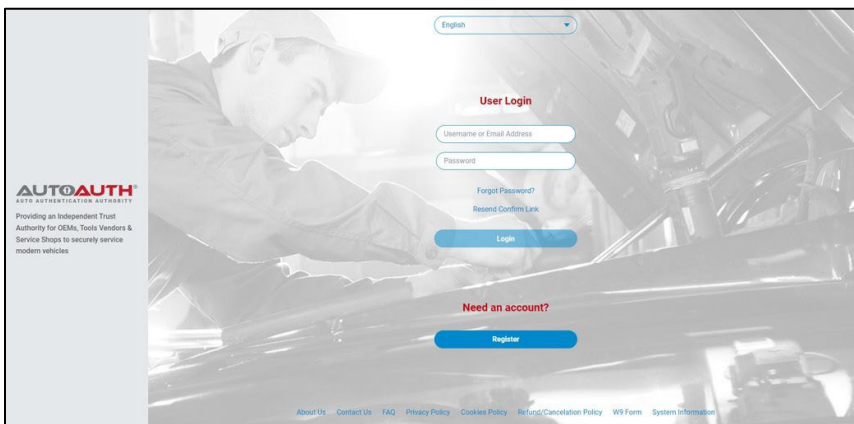 English
User Login
Username or Email Address
Password
Forgot Password?
Resend Confirm Link
Login
AUTOAUTH®
AUTO AUTHENTICATION AUTHORITY
Providing an Independent Trust
Authority for OEMs, Tools Vendors &
Service Shops to securely service
modern vehicles
Need an account?
Register
About Us Contact Us FAQ Privacy Policy Cookies Policy Refund/Cancelation Policy W9 Form System Information